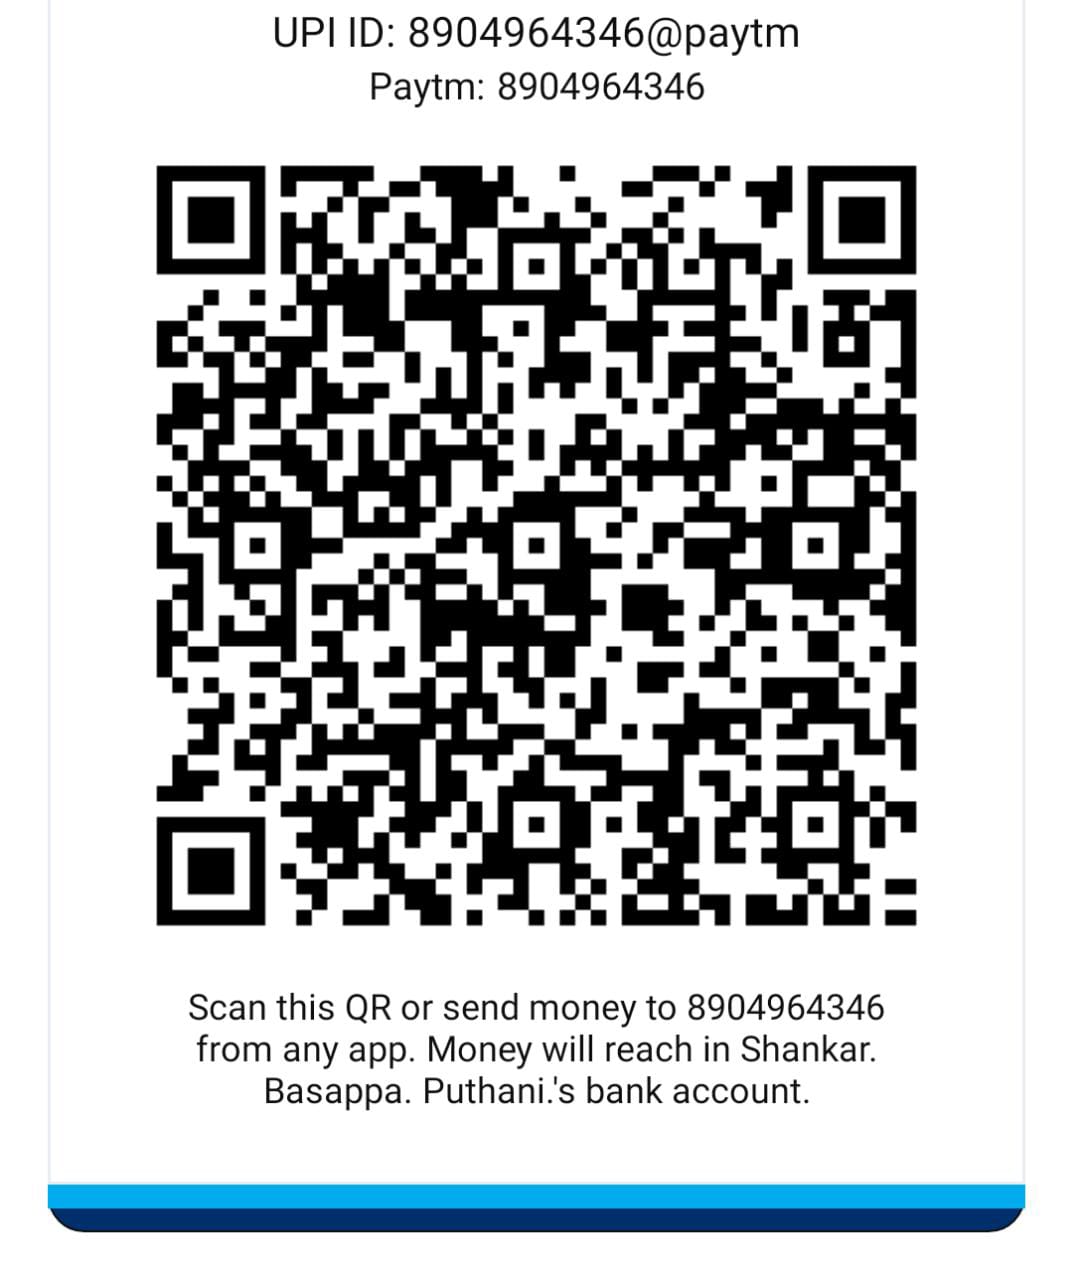 UPI ID: 8904964346@paytm
Paytm: 8904964346
Scan this QR or send money to 8904964346
from any app. Money will reach in Shankar.
Basappa. Puthani.'s bank account.